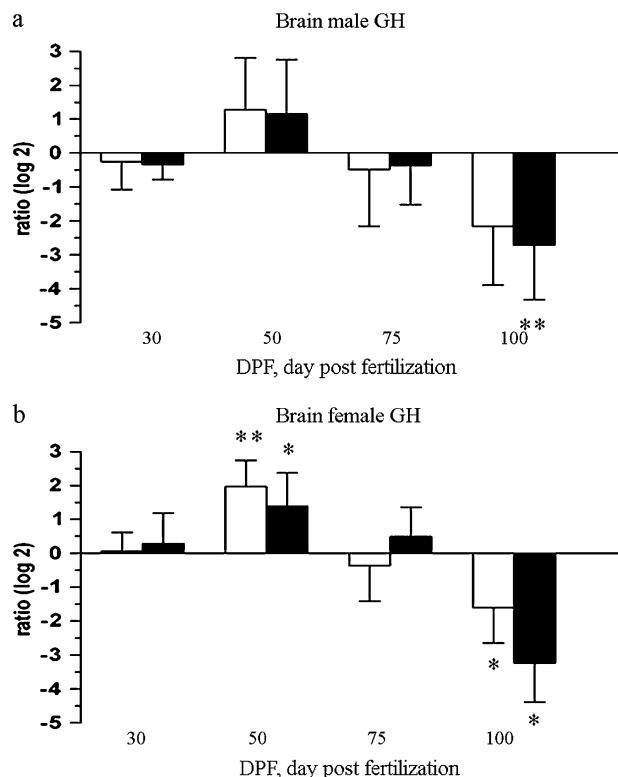 a
Brain male GH
3
2
1
0
-1
-2
-3
-4
-5
ratio (log 2)
**
30 50 75 100
DPF, day post fertilization
b
Brain female GH
3
2
1
0
-1
-2
-3
-4
-5
ratio (log 2)
** *
* *
30 50 75 100
DPF, day post fertilization